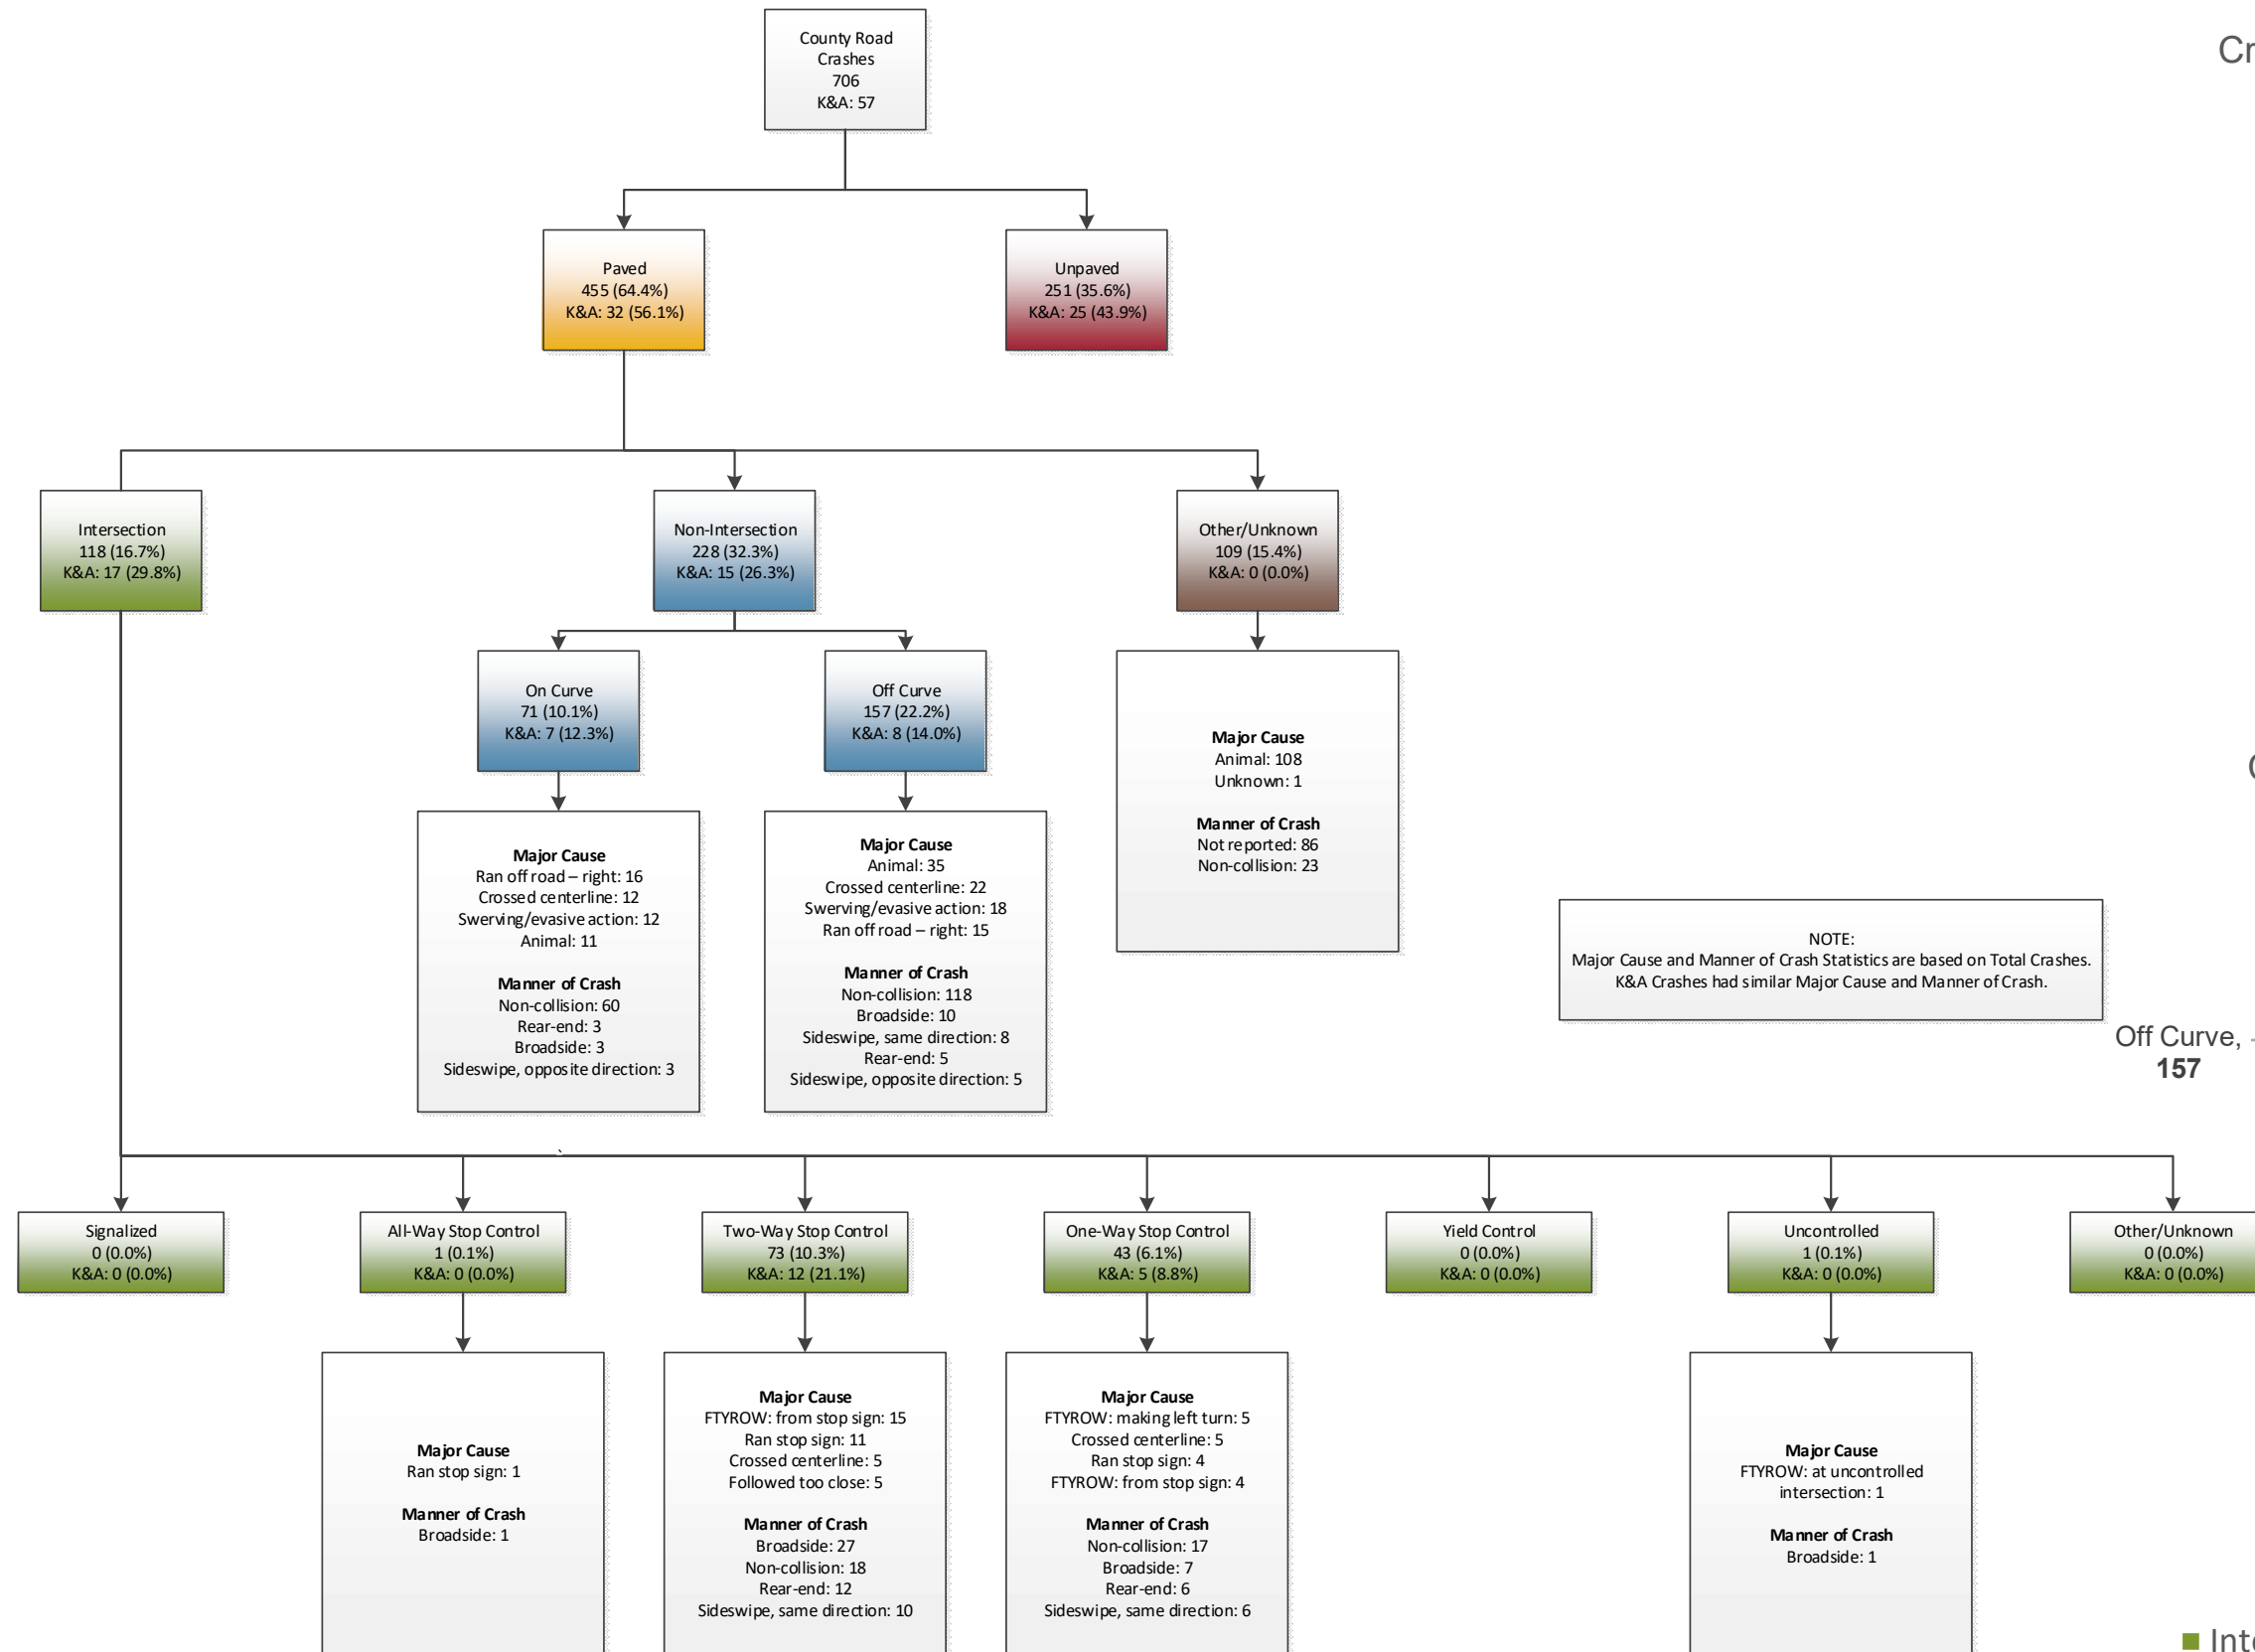 County Road
Crashes
706
K&A: 57
Paved
455 (64.4%)
K&A: 32 (56.1%)
Unpaved
251 (35.6%)
K&A: 25 (43.9%)
Intersection
118 (16.7%)
K&A: 17 (29.8%)
Non-Intersection
228 (32.3%)
K&A: 15 (26.3%)
Other/Unknown
109 (15.4%)
K&A: 0 (0.0%)
On Curve
71 (10.1%)
K&A: 7 (12.3%)
Off Curve
157 (22.2%)
K&A: 8 (14.0%)
Major Cause
Ran off road – right: 16
Crossed centerline: 12
Swerving/evasive action: 12
Animal: 11
Manner of Crash
Non-collision: 60
Rear-end: 3
Broadside: 3
Sideswipe, opposite direction: 3
Major Cause
Animal: 35
Crossed centerline: 22
Swerving/evasive action: 18
Ran off road – right: 15
Manner of Crash
Non-collision: 118
Broadside: 10
Sideswipe, same direction: 8
Rear-end: 5
Sideswipe, opposite direction: 5
Major Cause
Animal: 108
Unknown: 1
Manner of Crash
Not reported: 86
Non-collision: 23
NOTE:
Major Cause and Manner of Crash Statistics are based on Total Crashes.
K&A Crashes had similar Major Cause and Manner of Crash.
Off Curve,
157
Signalized
0 (0.0%)
K&A: 0 (0.0%)
All-Way Stop Control
1 (0.1%)
K&A: 0 (0.0%)
Two-Way Stop Control
73 (10.3%)
K&A: 12 (21.1%)
One-Way Stop Control
43 (6.1%)
K&A: 5 (8.8%)
Yield Control
0 (0.0%)
K&A: 0 (0.0%)
Uncontrolled
1 (0.1%)
K&A: 0 (0.0%)
Other/Unknown
0 (0.0%)
K&A: 0 (0.0%)
Major Cause
Ran stop sign: 1
Manner of Crash
Broadside: 1
Major Cause
FTYROW: from stop sign: 15
Ran stop sign: 11
Crossed centerline: 5
Followed too close: 5
Manner of Crash
Broadside: 27
Non-collision: 18
Rear-end: 12
Sideswipe, same direction: 10
Major Cause
FTYROW: making left turn: 5
Crossed centerline: 5
Ran stop sign: 4
FTYROW: from stop sign: 4
Manner of Crash
Non-collision: 17
Broadside: 7
Rear-end: 6
Sideswipe, same direction: 6
Major Cause
FTYROW: at uncontrolled
intersection: 1
Manner of Crash
Broadside: 1